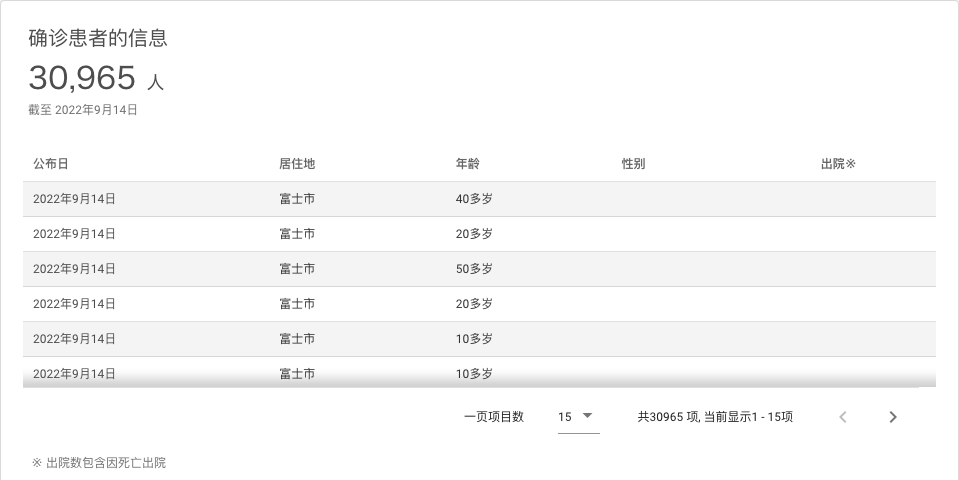 确诊患者的信息
30,965 人
截至 2022年9月14日
公布日 居住地 年龄 性别 出院※
2022年9月14日 富士市 40多岁
2022年9月14日 富士市 20多岁
2022年9月14日 富士市 50多岁
2022年9月14日 富士市 20多岁
2022年9月14日 富士市 10多岁
2022年9月14日 富士市 10多岁
一页项目数 15 共30965 项, 当前显示1 - 15项
※ 出院数包含因死亡出院